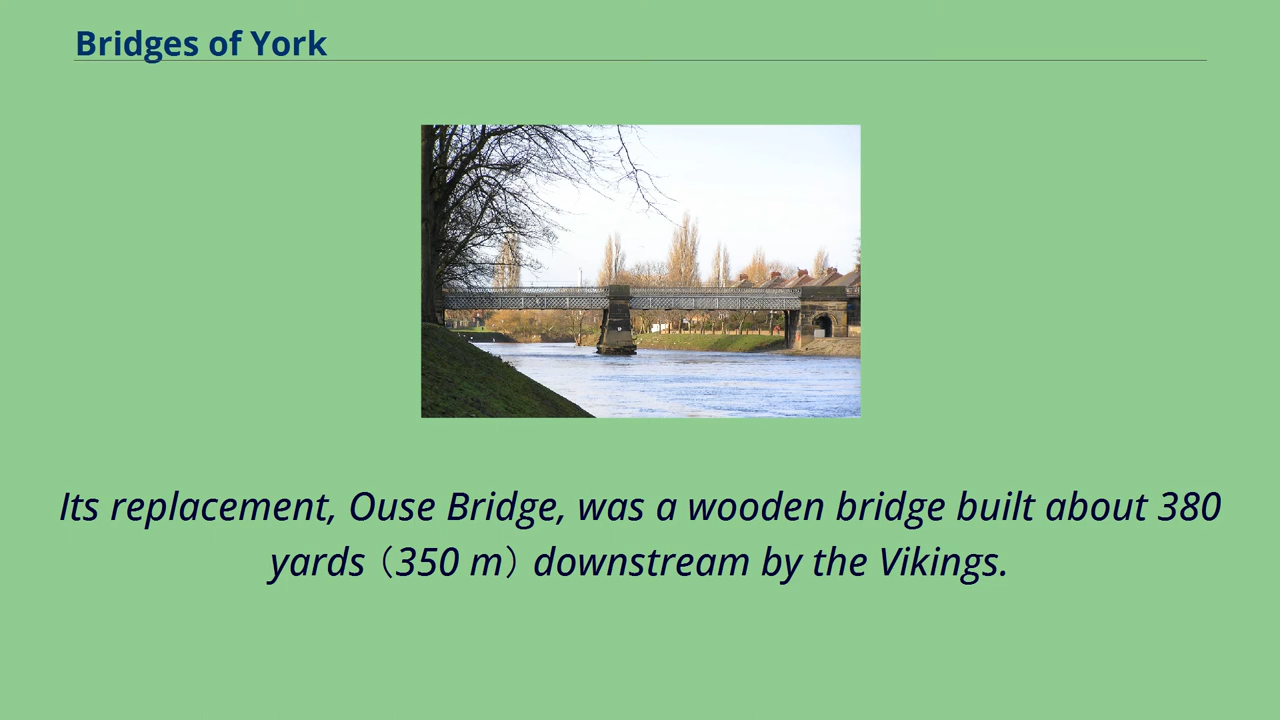 Bridges of York
Its replacement, Ouse Bridge, was a wooden bridge built about 380
yards (350 m) downstream by the Vikings.